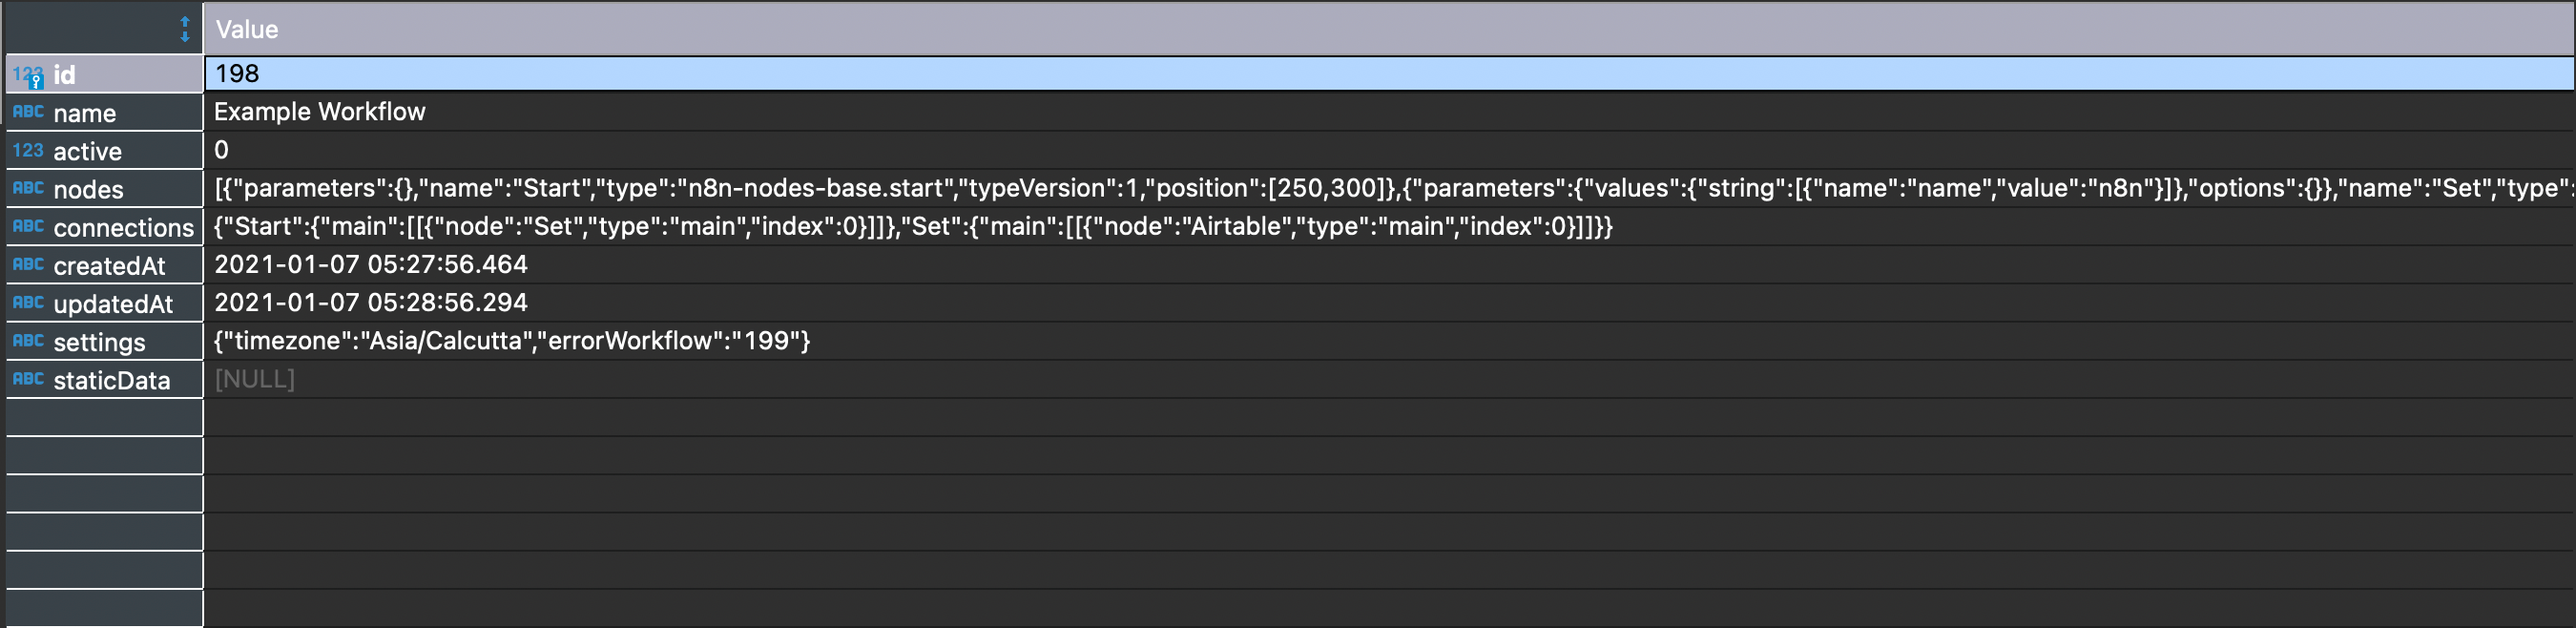 Value
123 id 198
ABC name Example Workflow
123 active 0
ABC nodes [{"parameters":{},"name":"Start","type":"n8n-nodes-base.start","typeVersion":1,"position":[250,300]},{"parameters":{"values":{"string":[{"name":"name","value":"n8n"}]},"options":{}},"name":"Set","type":
ABC connections {"Start":{"main":[[{"node":"Set","type":"main","index":0}]]},"Set":{"main":[[{"node":"Airtable","type":"main","index":0}]]}}
ABC createdAt 2021-01-07 05:27:56.464
ABC updatedAt 2021-01-07 05:28:56.294
ABC settings {"timezone":"Asia/Calcutta","errorWorkflow":"199"}
ABC staticData [NULL]